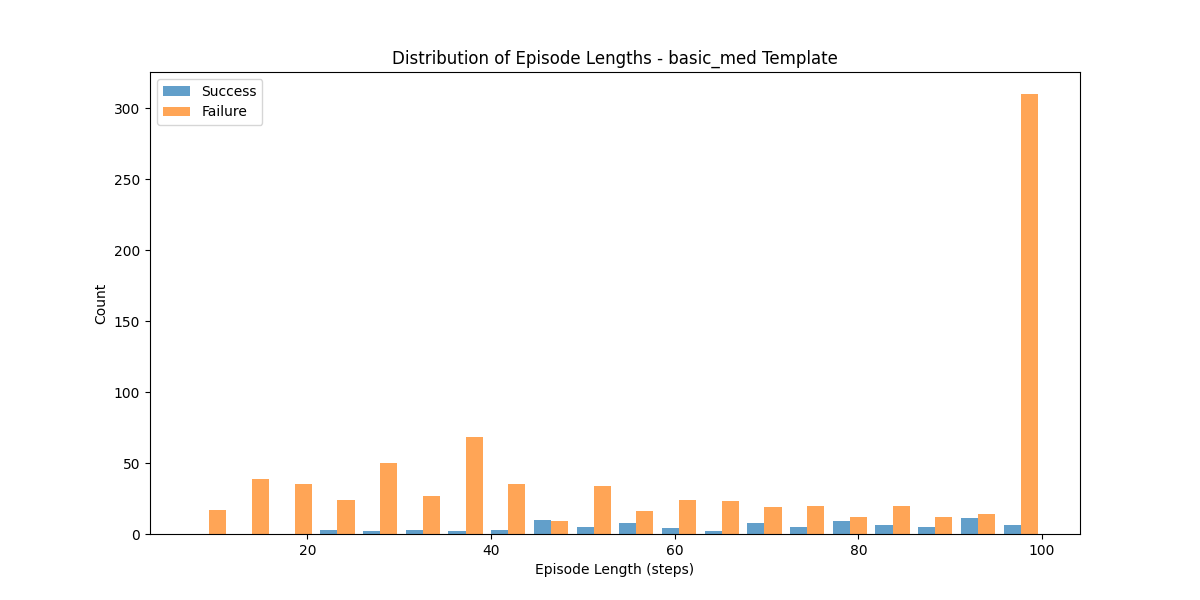 Distribution of Episode Lengths - basic_med Template
Success
Failure
300
250
200
150
100
50
0
Count
20
40
60
80
100
Episode Length (steps)